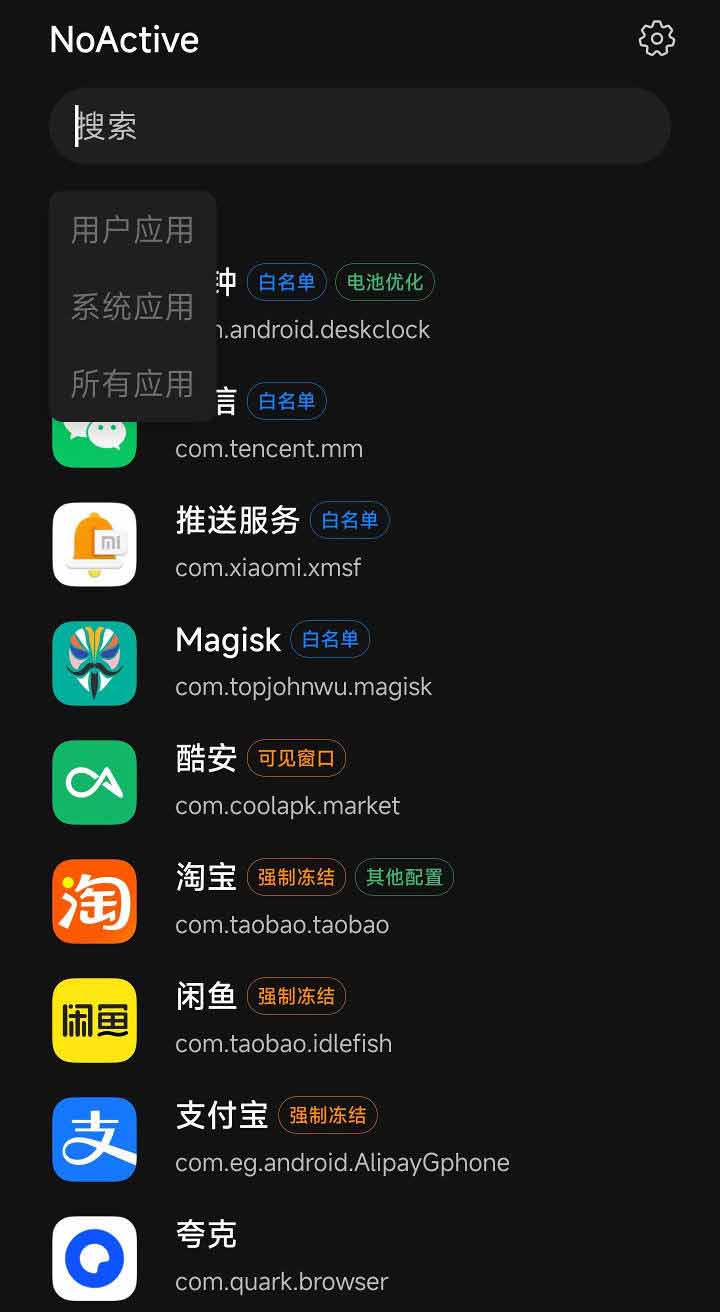 NoActive
搜索
用户应用
系统应用
所有应用
钟 白名单 电池优化
.android.deskclock
信 白名单
com.tencent.mm
推送服务 白名单
com.xiaomi.xmsf
Magisk 白名单
com.topjohnwu.magisk
酷安 可见窗口
com.coolapk.market
淘
淘宝 强制冻结 其他配置
com.taobao.taobao
闲鱼
闲鱼 强制冻结
com.taobao.idlefish
支
支付宝 强制冻结
com.eg.android.AlipayGphone
夸克
com.quark.browser